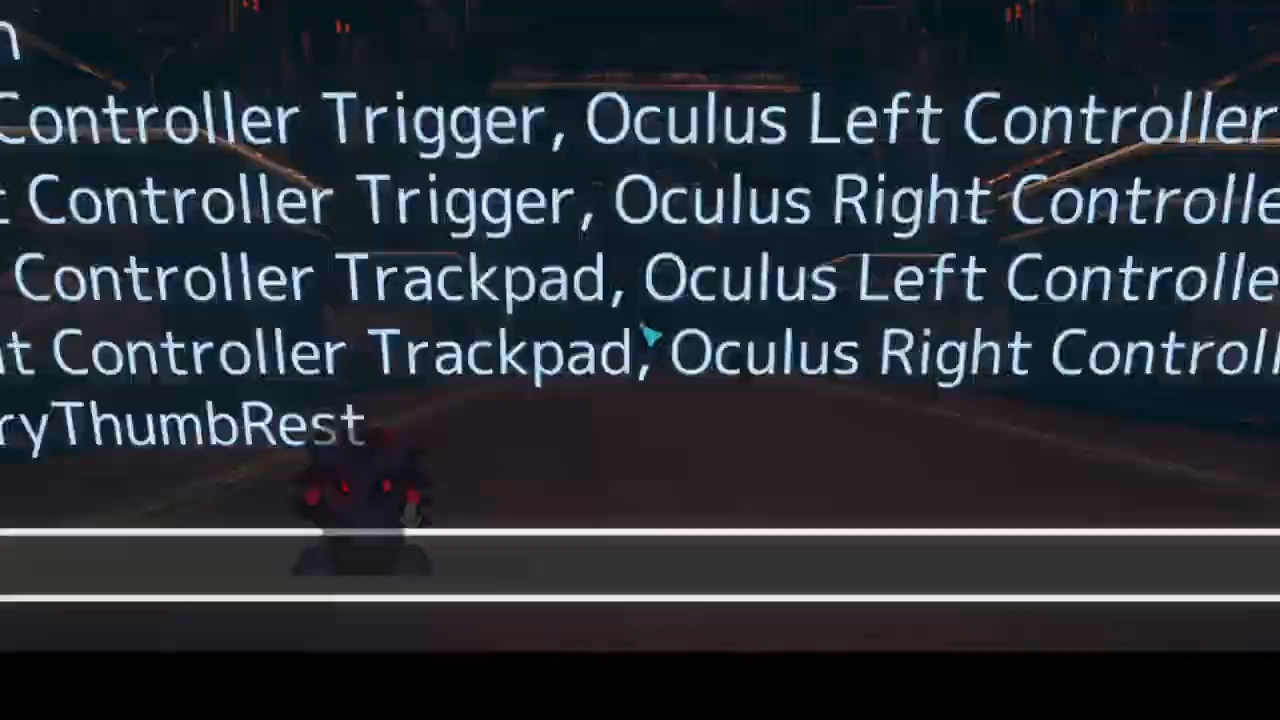 n
Controller Trigger, Oculus Left Controller
t Controller Trigger, Oculus Right Controlle
Controller Trackpad, Oculus Left Controlle
nt Controller Trackpad, Oculus Right Controll
ryThumbRest